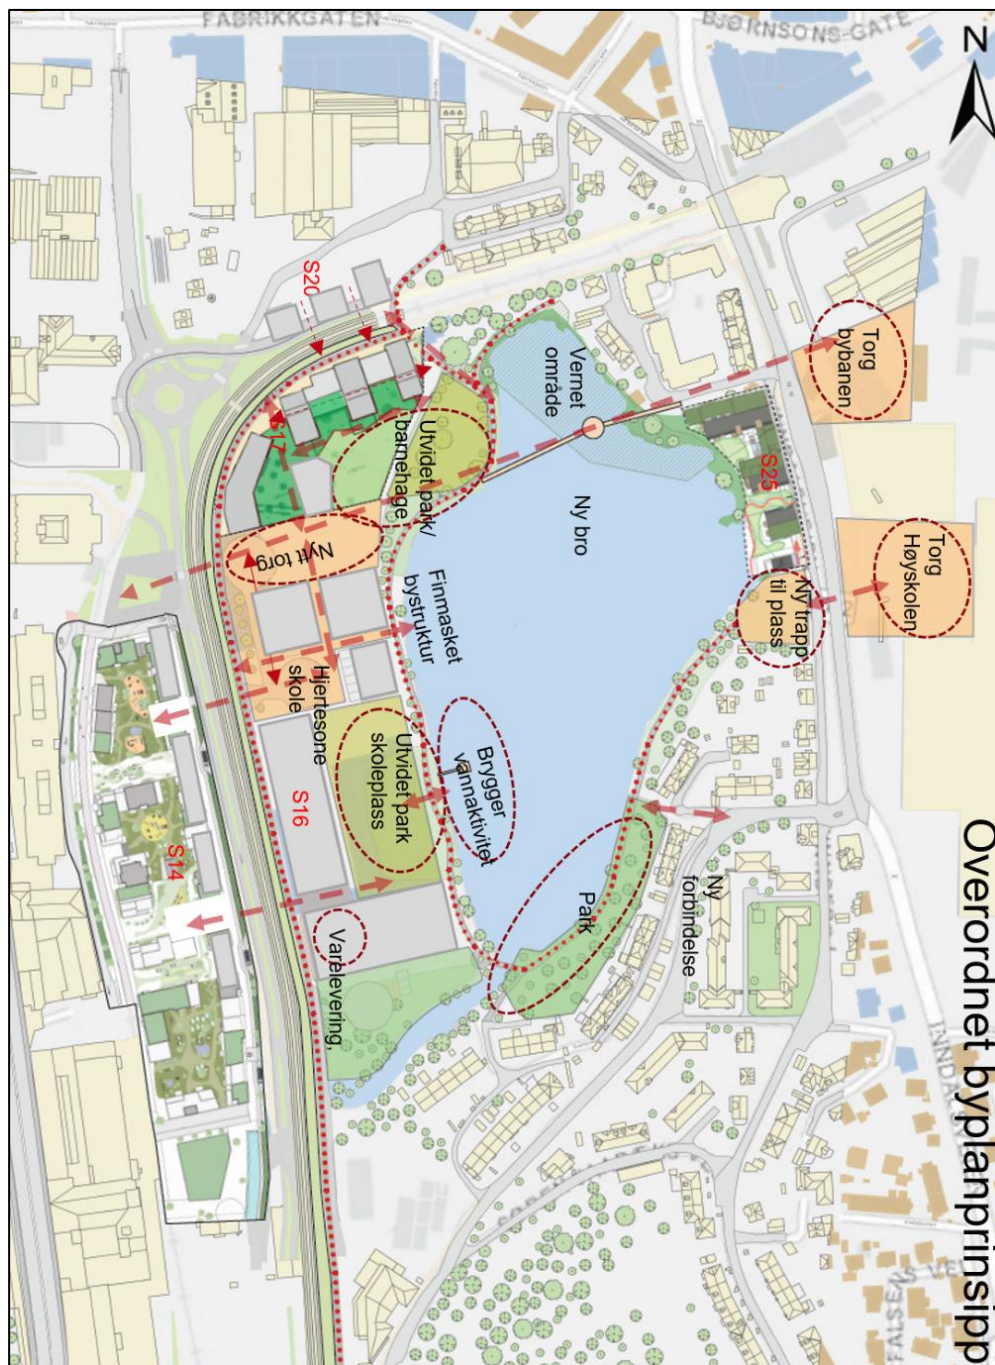 Overordnet byplanprinsipp
FABRIKKGATEN
BJØRNSONS GATE
N
Torg
bybanen
Torg
Høyskolen
S25
Ny trapp
til plass
Vernet
område
Ny bro
S20
S17
Utvidet park/
barnehage
Nytt torg
Finmasket
bystruktur
Hjertesone
skole
Brygger
vannaktivitet
Utvidet park
skoleplass
S16
S14
Varelevering,
Park
Ny
forbindelse